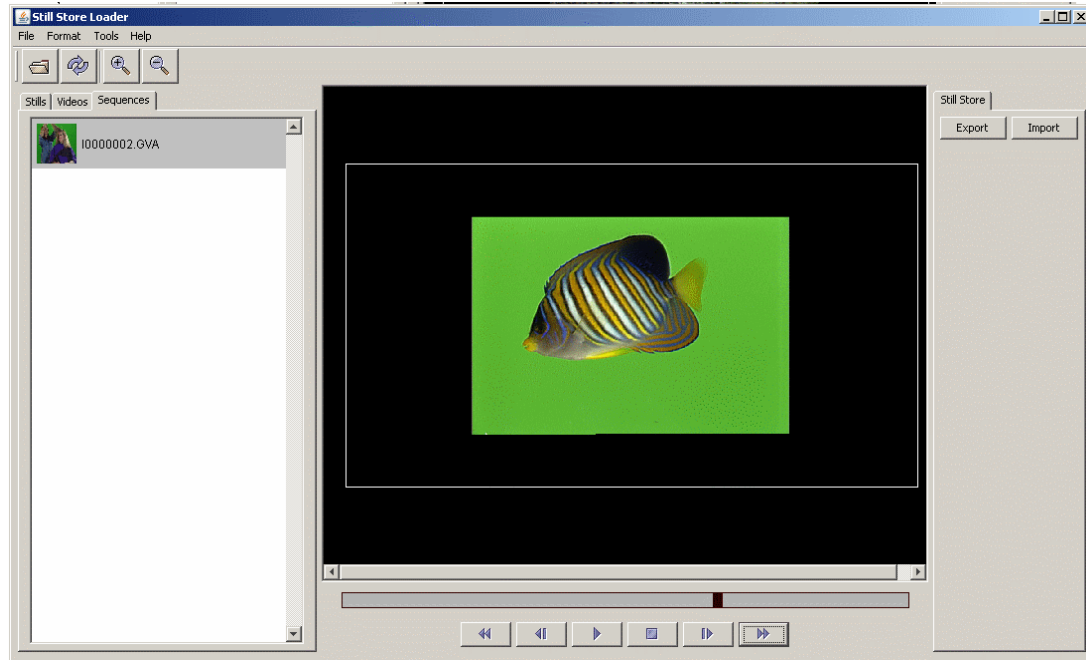 Still Store Loader
File Format Tools Help
Stills Videos Sequences
I0000002.GVA
Still Store
Export Import